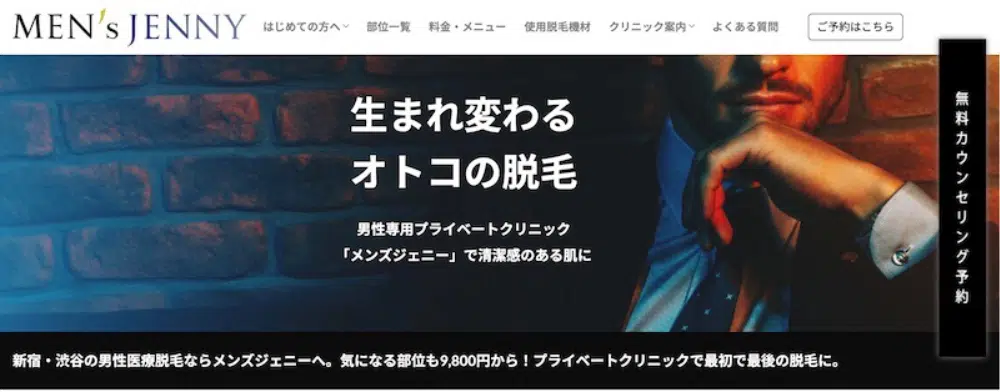 MEN's JENNY
はじめての方へ
部位一覧
料金・メニュー
使用脱毛機材
クリニック案内
よくある質問
ご予約はこちら
生まれ変わる
オトコの脱毛
男性専用プライベートクリニック
「メンズジェニー」で清潔感のある肌に
無料カウンセリング予約
新宿・渋谷の男性医療脱毛ならメンズジェニーへ。気になる部位も9,800円から！プライベートクリニックで最初で最後の脱毛に。